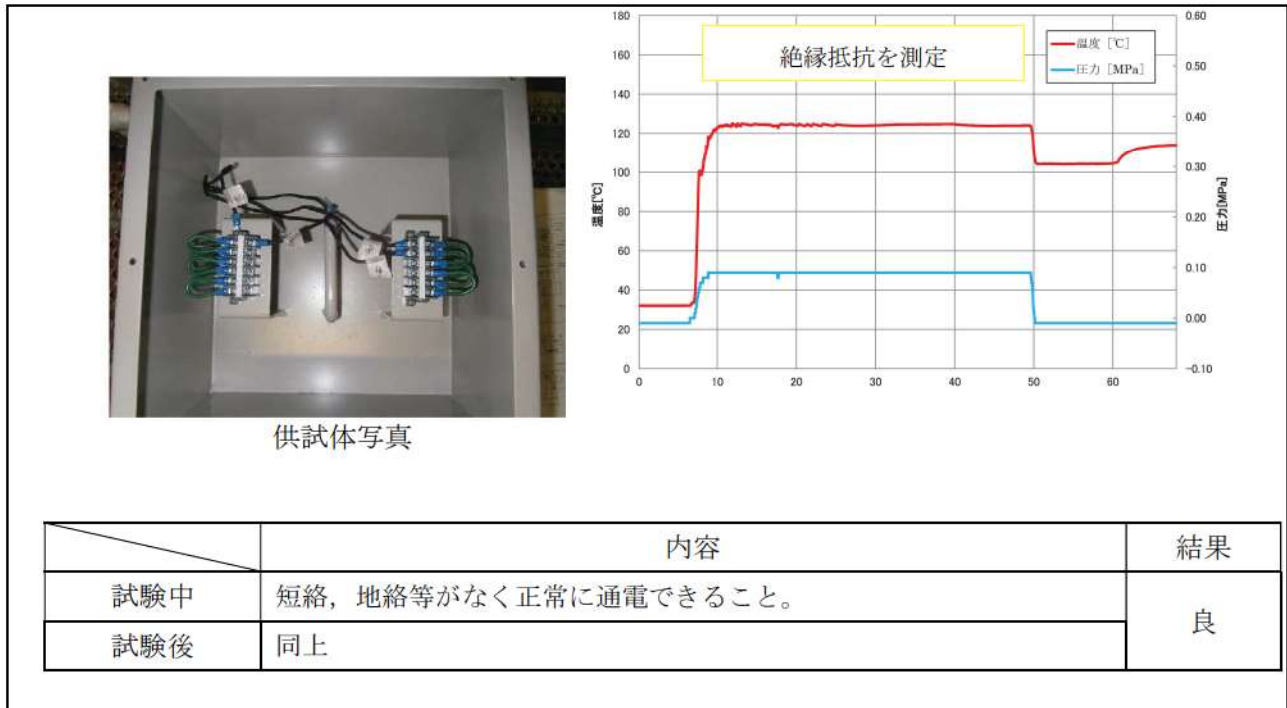 180
160
140
120
100
80
60
40
20
0
温度[℃]
絶縁抵抗を測定
温度 [℃]
圧力 [MPa]
0.60
0.50
0.40
0.30
0.20
0.10
0.00
-0.10
圧力[MPa]
0 10 20 30 40 50 60
供試体写真
内容 結果
試験中 短絡，地絡等がなく正常に通電できること。 良
試験後 同上